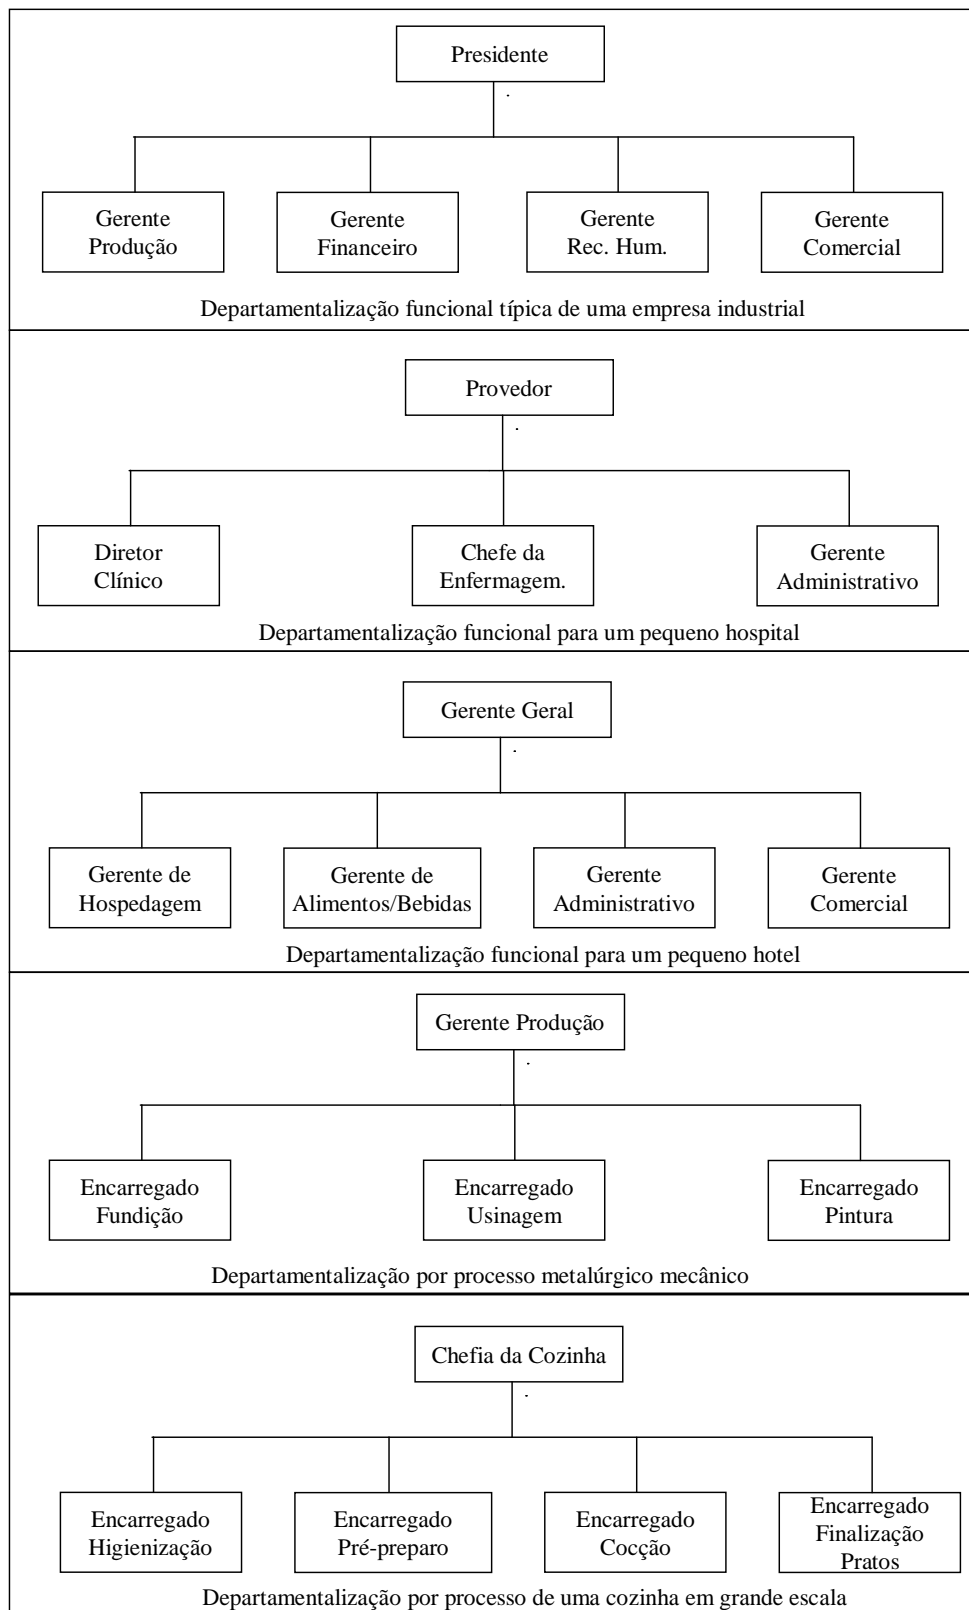 Presidente
Gerente
Produção
Gerente
Financeiro
Gerente
Rec. Hum.
Gerente
Comercial
Departamentalização funcional típica de uma empresa industrial
Provedor
Diretor
Clínico
Chefe da
Enfermagem.
Gerente
Administrativo
Departamentalização funcional para um pequeno hospital
Gerente Geral
Gerente de
Hospedagem
Gerente de
Alimentos/Bebidas
Gerente
Administrativo
Gerente
Comercial
Departamentalização funcional para um pequeno hotel
Gerente Produção
Encarregado
Fundição
Encarregado
Usinagem
Encarregado
Pintura
Departamentalização por processo metalúrgico mecânico
Chefia da Cozinha
Encarregado
Higienização
Encarregado
Pré-preparo
Encarregado
Cocção
Encarregado
Finalização
Pratos
Departamentalização por processo de uma cozinha em grande escala